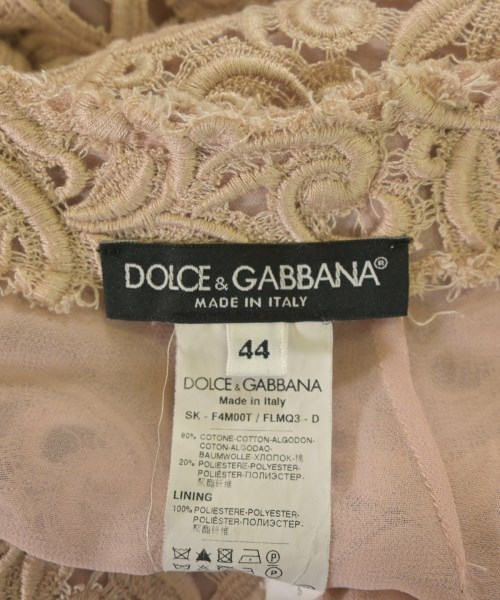 DOLCE & GABBANA®
MADE IN ITALY
44
DOLCE & GABBANA
Made in Italy
SK - F4M00T / FLMQ3 - D
80% COTONE-COTTON-ALGODON-
COTON-ALGODAO-
BAUMWOLLE-ХЛОПОК-棉
20% POLIESTERE-POLYESTER-
POLIÉSTER-ПОЛИЭСТЕР-
聚酯纤维
LINING
100% POLIESTERE-POLYESTER-
POLIÉSTER-ПОЛИЭСТЕР-
聚酯纤维
P